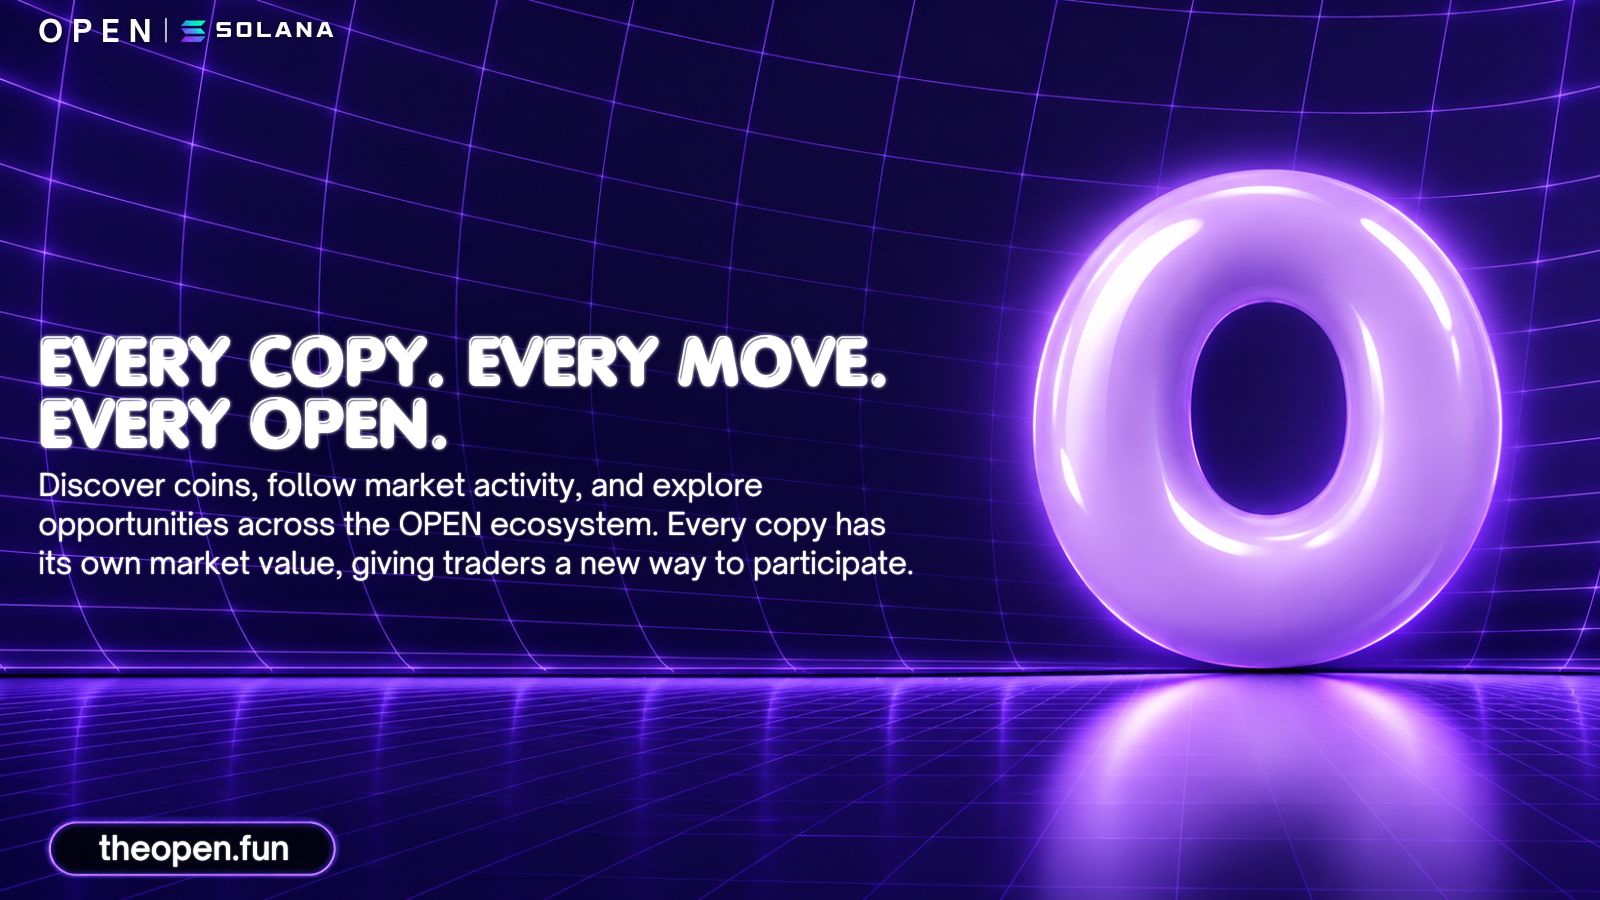 OPEN | SOLANA
EVERY COPY. EVERY MOVE.
EVERY OPEN.
Discover coins, follow market activity, and explore
opportunities across the OPEN ecosystem. Every copy has
its own market value, giving traders a new way to participate.
theopen.fun